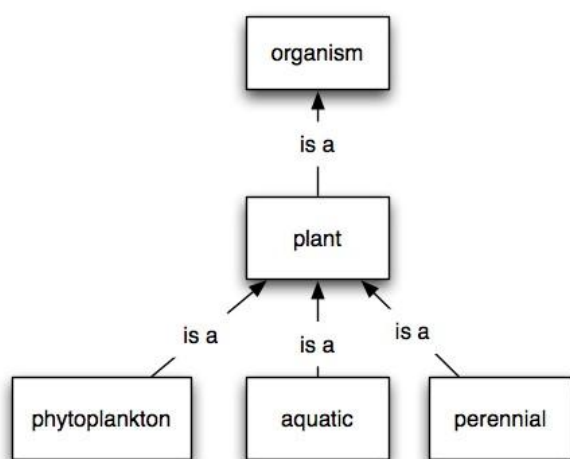 organism
is a
plant
is a
is a
is a
phytoplankton
aquatic
perennial